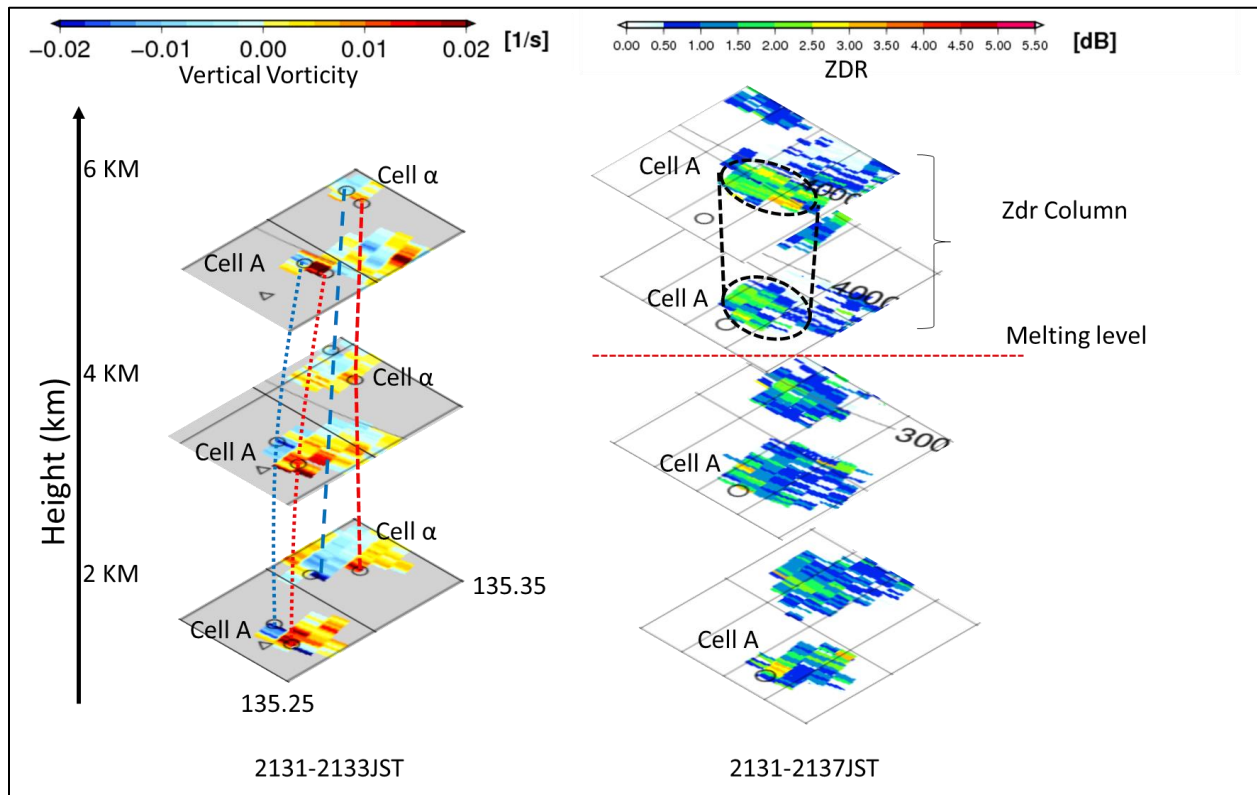 −0.02 −0.01 0.00 0.01 0.02 [1/s]
Vertical Vorticity
0.00 0.50 1.00 1.50 2.00 2.50 3.00 3.50 4.00 4.50 5.00 5.50 [dB]
ZDR
Height (km)
6 KM
Cell α
Cell A
4 KM
Cell α
Cell A
2 KM
Cell α
135.35
Cell A
135.25
2131-2133JST
Cell A
4000
Zdr Column
Cell A
4000
Melting level
300
Cell A
Cell A
2131-2137JST